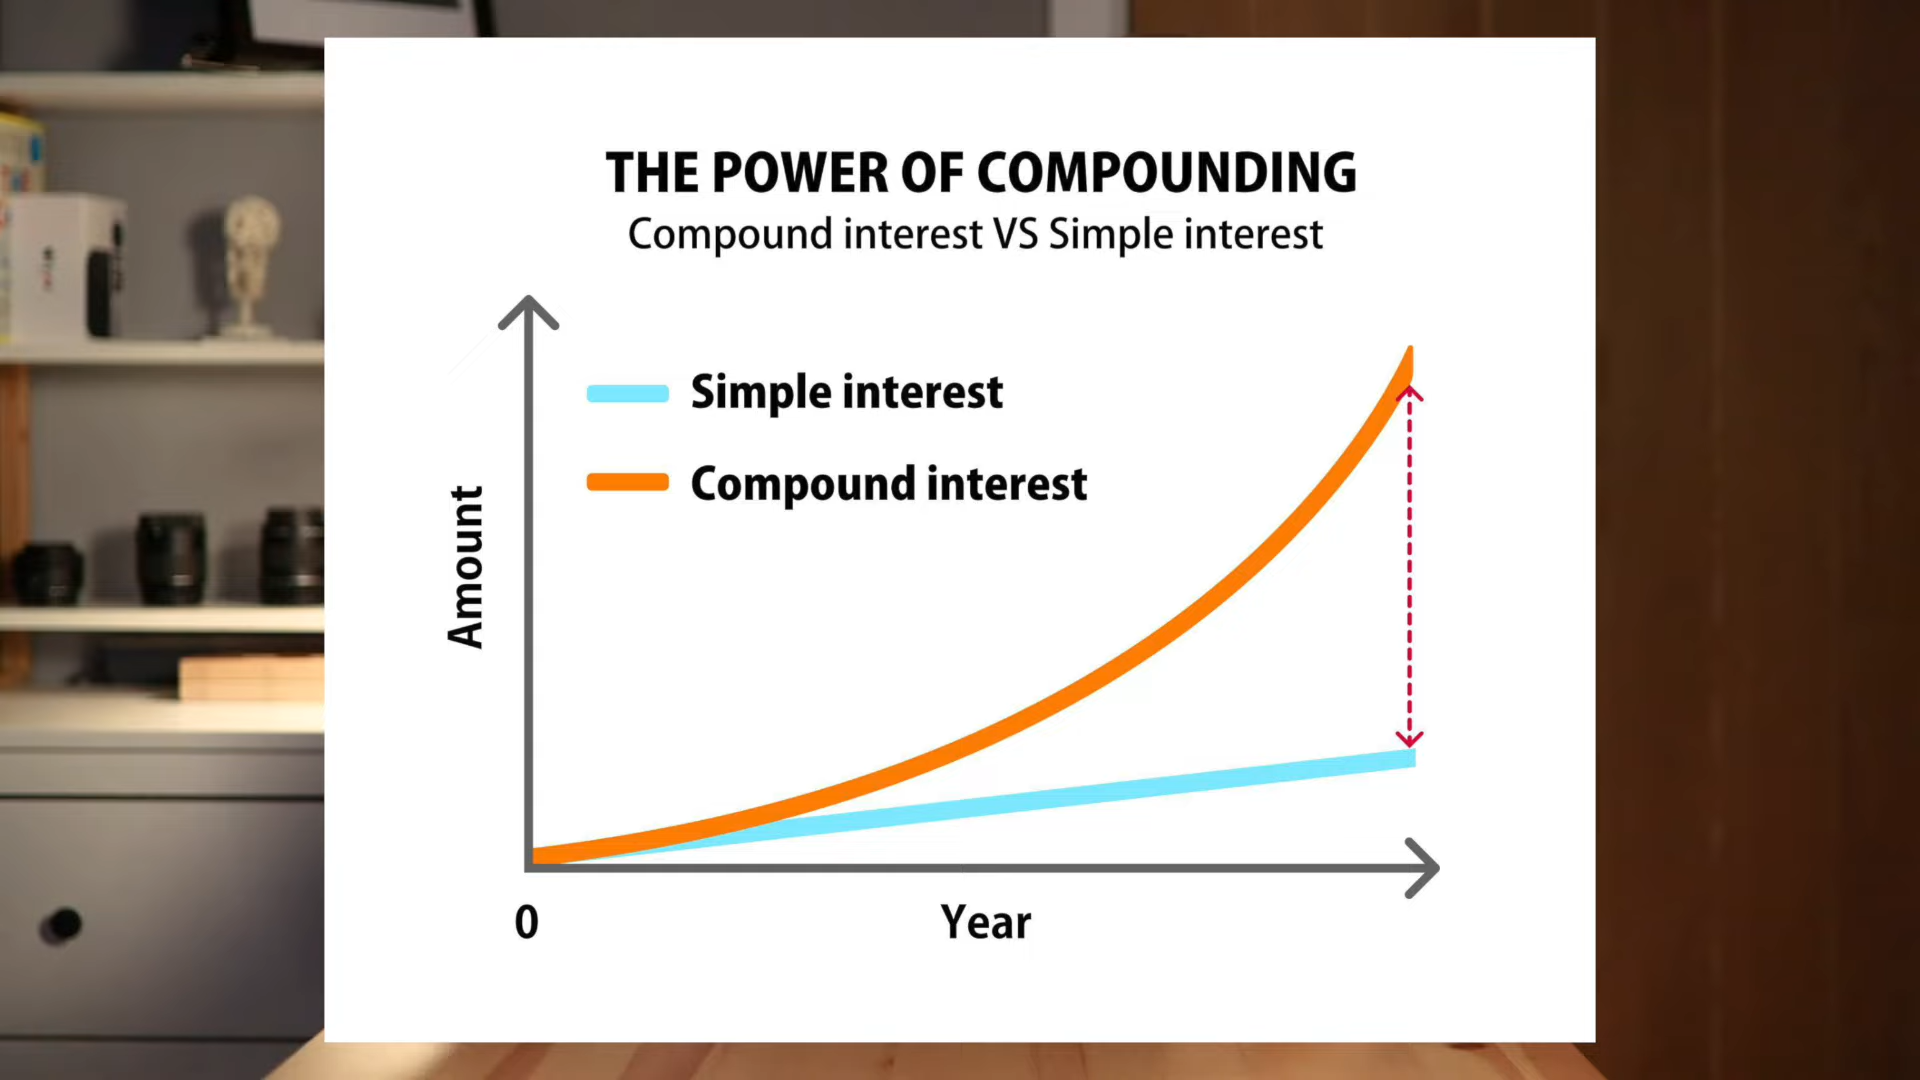 THE POWER OF COMPOUNDING
Compound interest VS Simple interest
Simple interest
Compound interest
Amount
0
Year